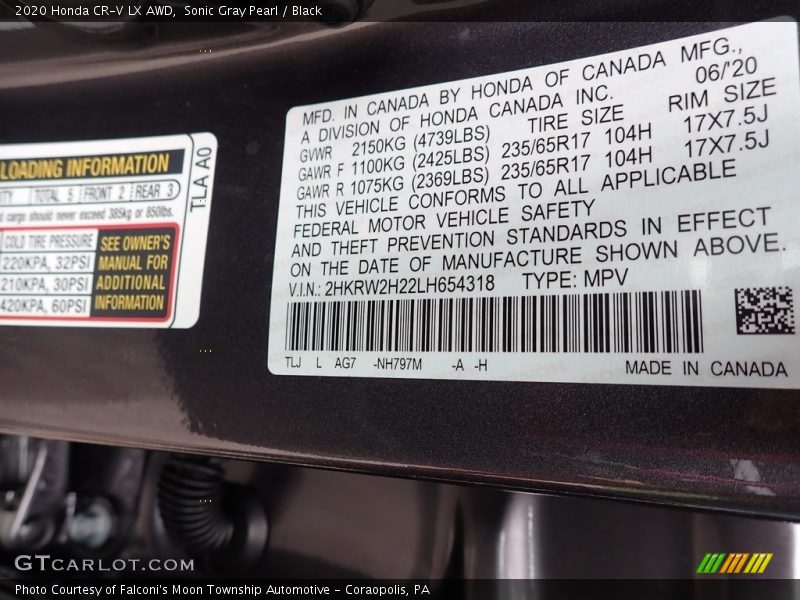 2020 Honda CR-V LX AWD,  Sonic Gray Pearl / Black
LOADING INFORMATION
TOTAL 5 FRONT 2 REAR 3
d cargo should never exceed 385kg or 850lbs.
COLD TIRE PRESSURE
220KPA, 32PSI
210KPA, 30PSI
420KPA, 60PSI
SEE OWNER'S
MANUAL FOR
ADDITIONAL
INFORMATION
TLA A0
MFD. IN CANADA BY HONDA OF CANADA MFG.,
A DIVISION OF HONDA CANADA INC. 06/'20
GVWR 2150KG (4739LBS) TIRE SIZE RIM SIZE
GAWR F 1100KG (2425LBS) 235/65R17 104H 17X7.5J
GAWR R 1075KG (2369LBS) 235/65R17 104H 17X7.5J
THIS VEHICLE CONFORMS TO ALL APPLICABLE
FEDERAL MOTOR VEHICLE SAFETY
AND THEFT PREVENTION STANDARDS IN EFFECT
ON THE DATE OF MANUFACTURE SHOWN ABOVE.
V.I.N.: 2HKRW2H22LH654318 TYPE: MPV
TLJ L AG7 -NH797M -A -H
MADE IN CANADA
GTCARLOT.COM
Photo Courtesy of Falconi's Moon Township Automotive - Coraopolis, PA